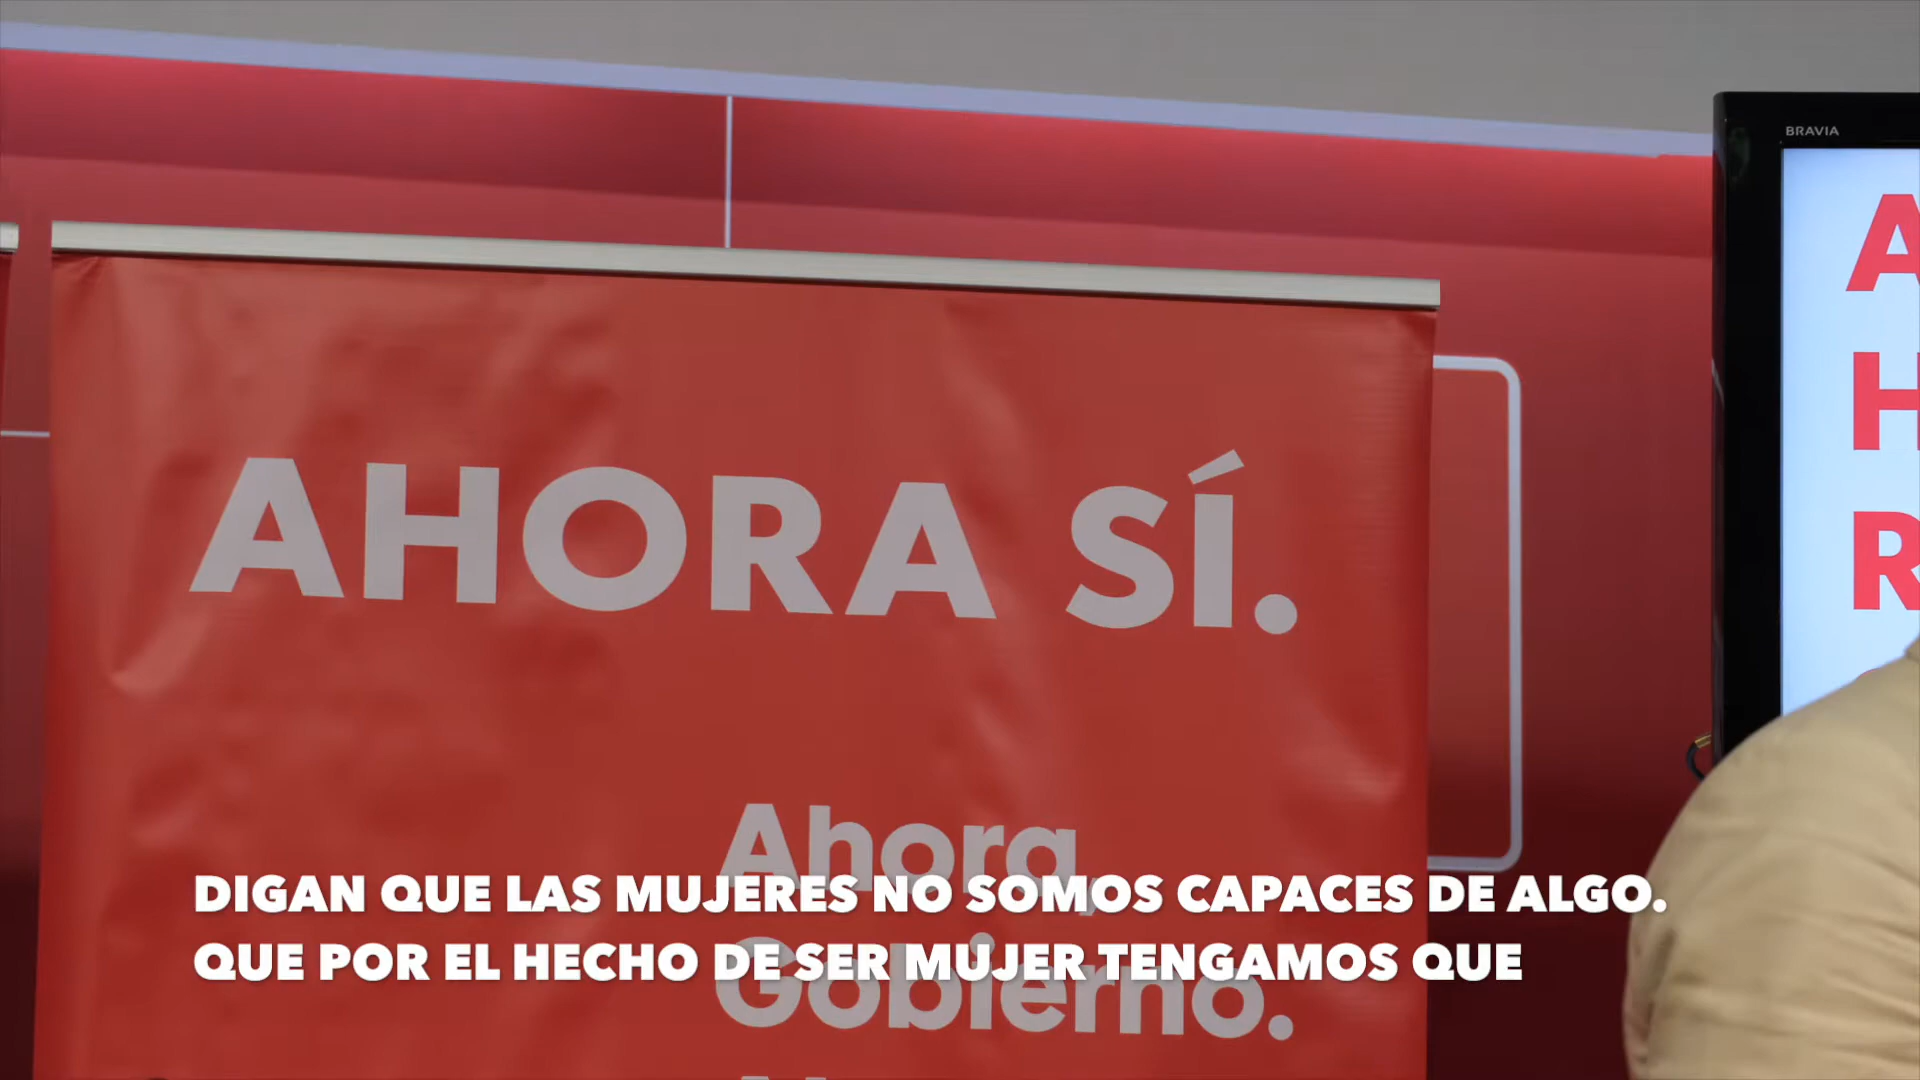 BRAVIA
A
H
R
AHORA SÍ.
Ahora,
Gobierno.
DIGAN QUE LAS MUJERES NO SOMOS CAPACES DE ALGO.
QUE POR EL HECHO DE SER MUJER TENGAMOS QUE